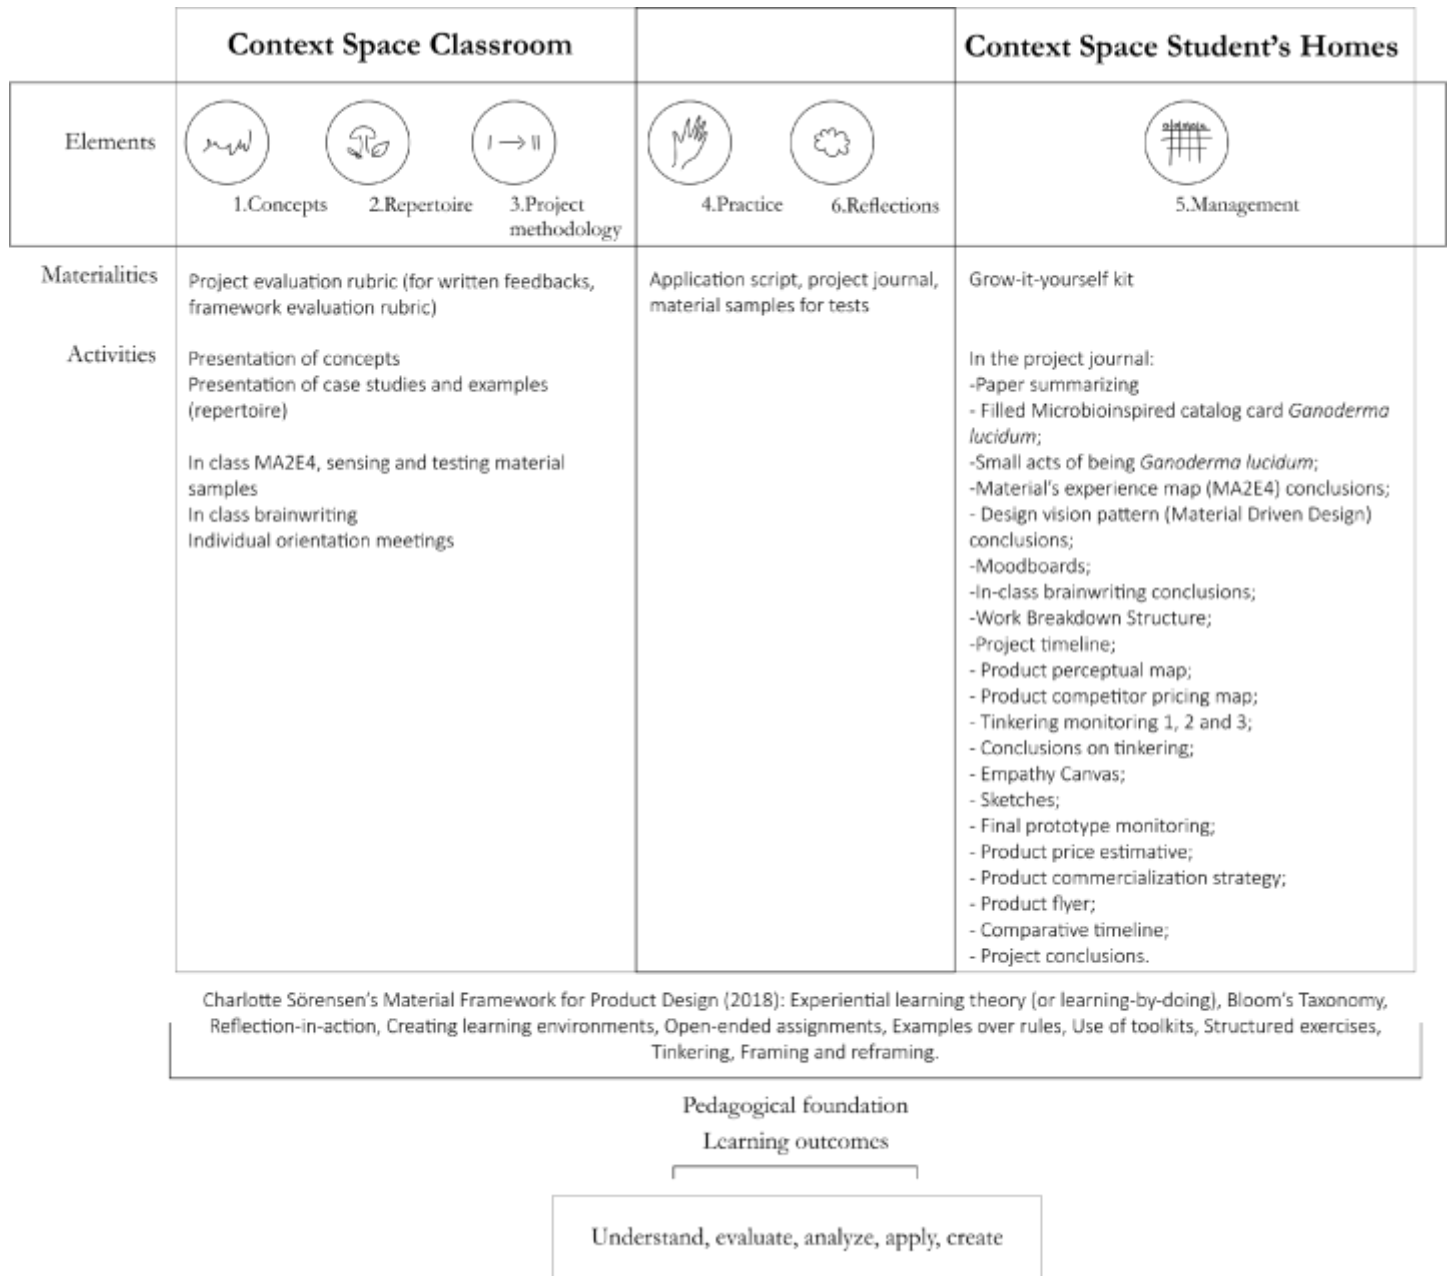 Context Space Classroom
Context Space Student's Homes
Elements
1.Concepts
2.Repertoire
3.Project
methodology
4.Practice
6.Reflections
5.Management
Materialities
Project evaluation rubric (for written feedbacks,
framework evaluation rubric)
Application script, project journal,
material samples for tests
Grow-it-yourself kit
Activities
Presentation of concepts
Presentation of case studies and examples
(repertoire)
In class MA2E4, sensing and testing material
samples
In class brainwriting
Individual orientation meetings
In the project journal:
-Paper summarizing
- Filled Microbioinspired catalog card Ganoderma
lucidum;
-Small acts of being Ganoderma lucidum;
-Material's experience map (MA2E4) conclusions;
- Design vision pattern (Material Driven Design)
conclusions;
-Moodboards;
-In-class brainwriting conclusions;
-Work Breakdown Structure;
-Project timeline;
- Product perceptual map;
- Product competitor pricing map;
- Tinkering monitoring 1, 2 and 3;
- Conclusions on tinkering;
- Empathy Canvas;
- Sketches;
- Final prototype monitoring;
- Product price estimative;
- Product commercialization strategy;
- Product flyer;
- Comparative timeline;
- Project conclusions.
Charlotte Sörensen's Material Framework for Product Design (2018): Experiential learning theory (or learning-by-doing), Bloom's Taxonomy,
Reflection-in-action, Creating learning environments, Open-ended assignments, Examples over rules, Use of toolkits, Structured exercises,
Tinkering, Framing and reframing.
Pedagogical foundation
Learning outcomes
Understand, evaluate, analyze, apply, create